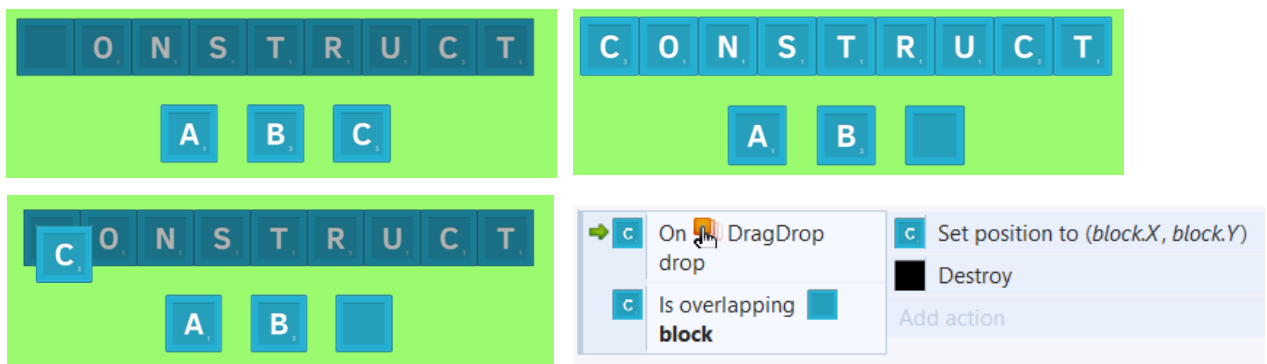 O N S T R U C T
A B C
C O N S T R U C T
A B
C O N S T R U C T
A B
C On DragDrop
drop
C Is overlapping
block
C Set position to (block.X, block.Y)
Destroy
Add action